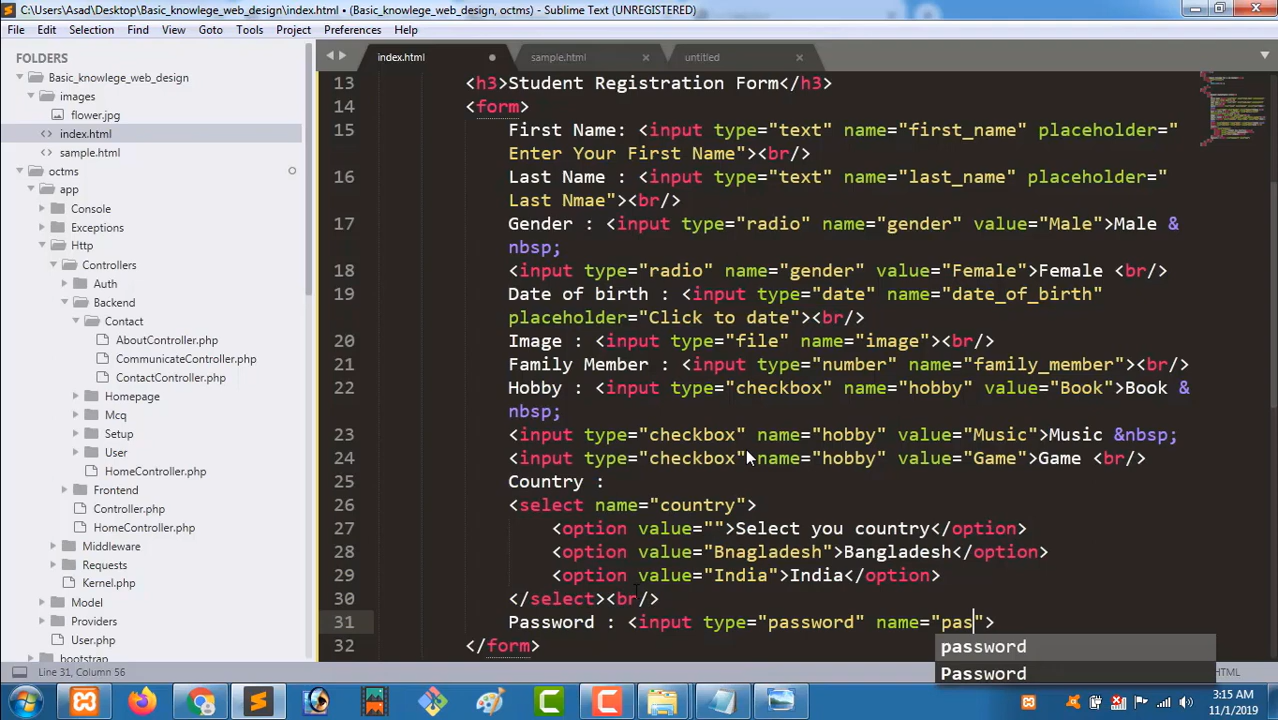 C:\Users\Asad\Desktop\Basic_knowlege_web_design\index.html • (Basic_knowlege_web_design, octms) - Sublime Text (UNREGISTERED)
File Edit Selection Find View Goto Tools Project Preferences Help
FOLDERS
Basic_knowlege_web_design
images
flower.jpg
index.html
sample.html
octms
app
Console
Exceptions
Http
Controllers
Auth
Backend
Contact
AboutController.php
CommunicateController.php
ContactController.php
Homepage
Mcq
Setup
User
HomeController.php
Frontend
Controller.php
HomeController.php
Middleware
Requests
Kernel.php
Model
Providers
User.php
bootstrap
index.html sample.html untitled
13 <h3>Student Registration Form</h3>
14 <form>
15 First Name: <input type="text" name="first_name" placeholder="
Enter Your First Name"><br/>
16 Last Name : <input type="text" name="last_name" placeholder="
Last Nmae"><br/>
17 Gender : <input type="radio" name="gender" value="Male">Male &
nbsp;
18 <input type="radio" name="gender" value="Female">Female <br/>
19 Date of birth : <input type="date" name="date_of_birth"
placeholder="Click to date"><br/>
20 Image : <input type="file" name="image"><br/>
21 Family Member : <input type="number" name="family_member"><br/>
22 Hobby : <input type="checkbox" name="hobby" value="Book">Book &
nbsp;
23 <input type="checkbox" name="hobby" value="Music">Music &nbsp;
24 <input type="checkbox" name="hobby" value="Game">Game <br/>
25 Country :
26 <select name="country">
27 <option value="">Select you country</option>
28 <option value="Bnagladesh">Bangladesh</option>
29 <option value="India">India</option>
30 </select><br/>
31 Password : <input type="password" name="pas">
32 </form>
password
Password
Line 31, Column 56
HTML
3:15 AM
11/1/2019